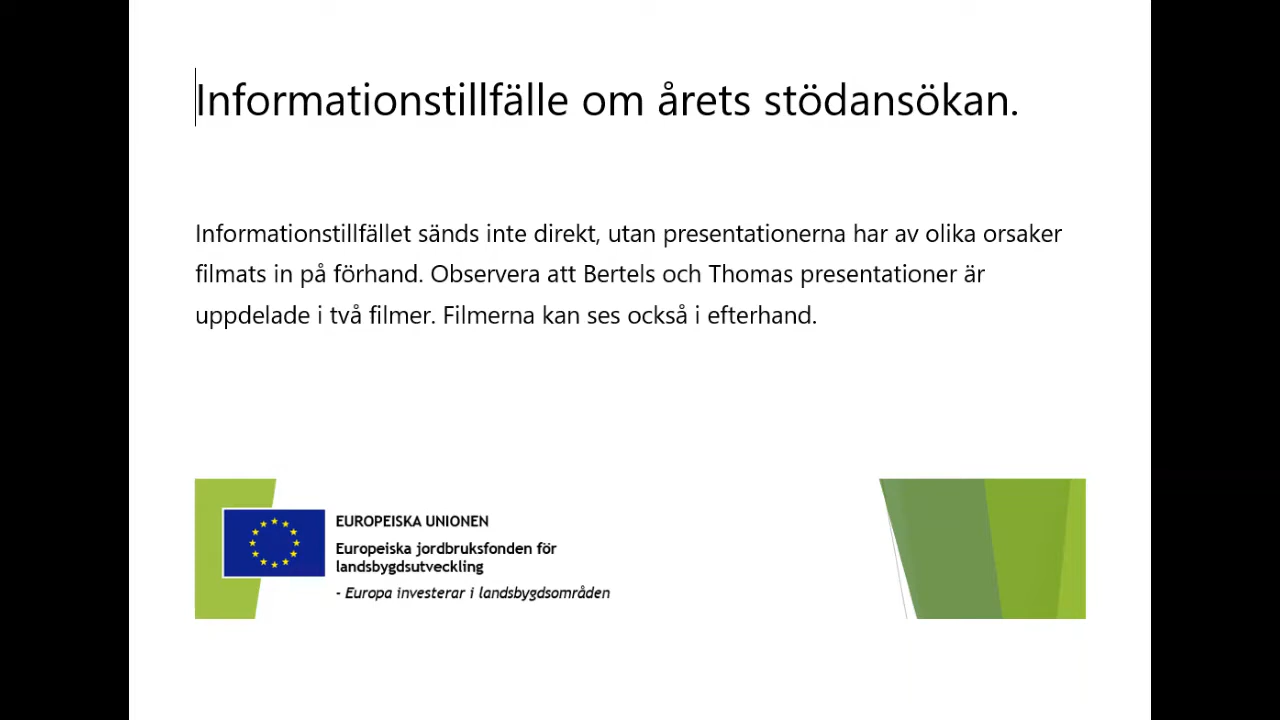 Informationstillfälle om årets stödansökan.
Informationstillfället sänds inte direkt, utan presentationerna har av olika orsaker
filmats in på förhand. Observera att Bertels och Thomas presentationer är
uppdelade i två filmer. Filmerna kan ses också i efterhand.
EUROPEISKA UNIONEN
Europeiska jordbruksfonden för
landsbygdsutveckling
- Europa investerar i landsbygdsområden